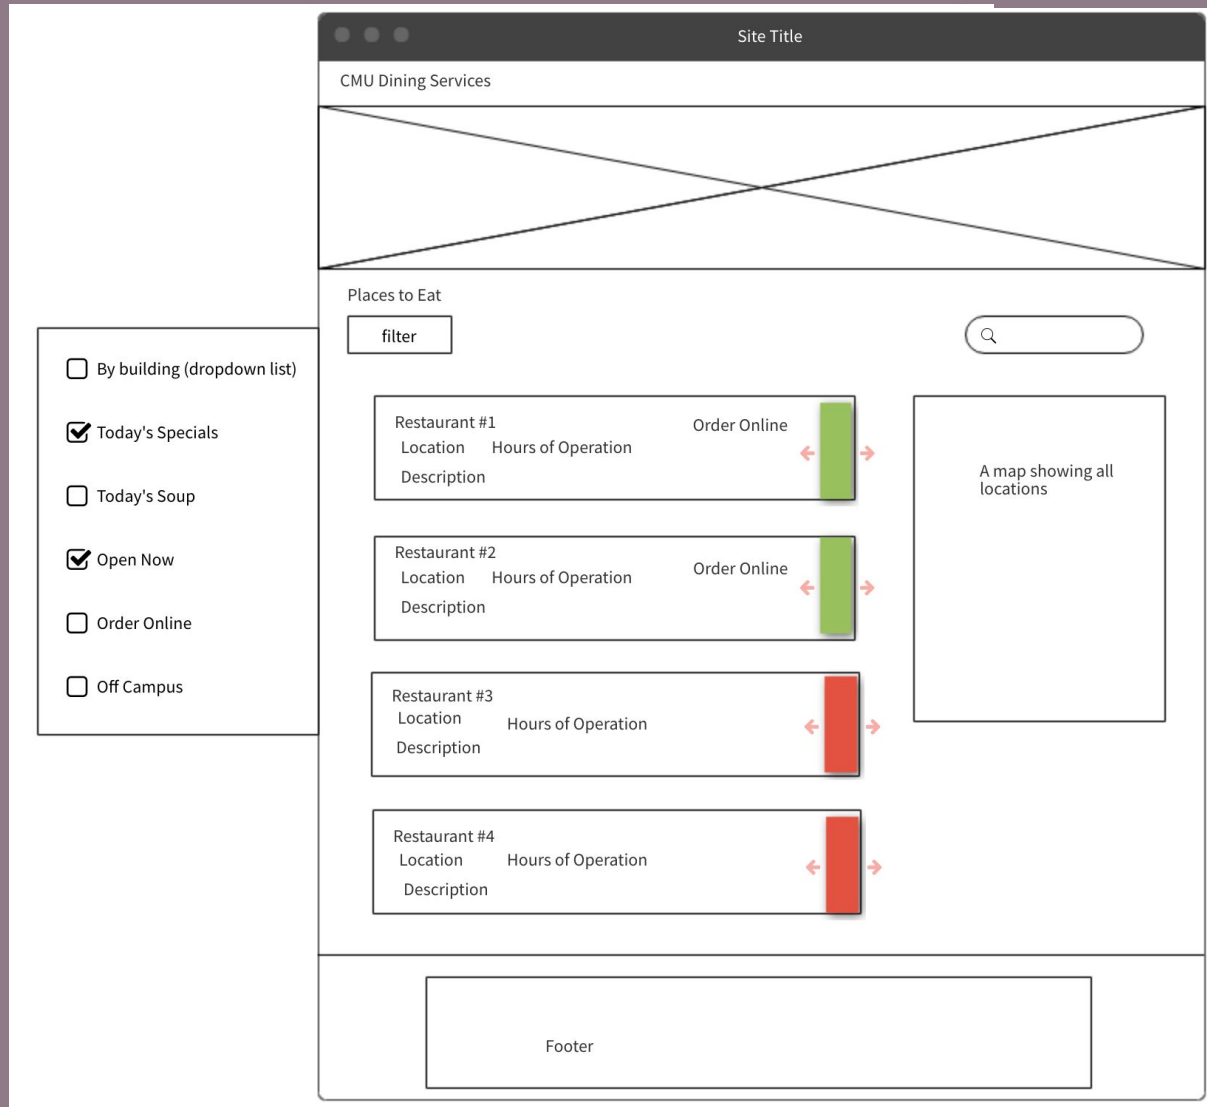 Site Title
CMU Dining Services
Places to Eat
filter
By building (dropdown list)
Today's Specials
Today's Soup
Open Now
Order Online
Off Campus
Restaurant #1
Order Online
Location Hours of Operation
Description
Restaurant #2
Order Online
Location Hours of Operation
Description
Restaurant #3
Location
Hours of Operation
Description
Restaurant #4
Location Hours of Operation
Description
A map showing all
locations
Footer